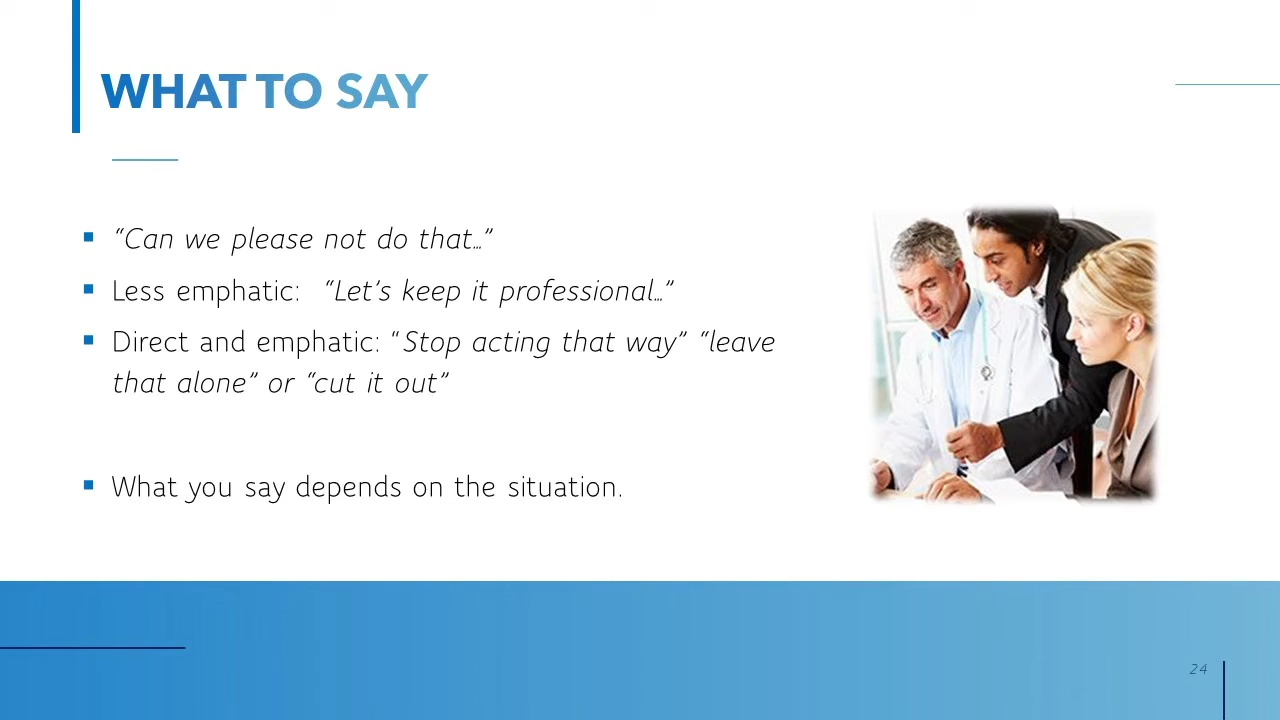 WHAT TO SAY
“Can we please not do that…”
Less emphatic: “Let’s keep it professional…”
Direct and emphatic: “Stop acting that way” “leave
that alone” or “cut it out”
What you say depends on the situation.
24